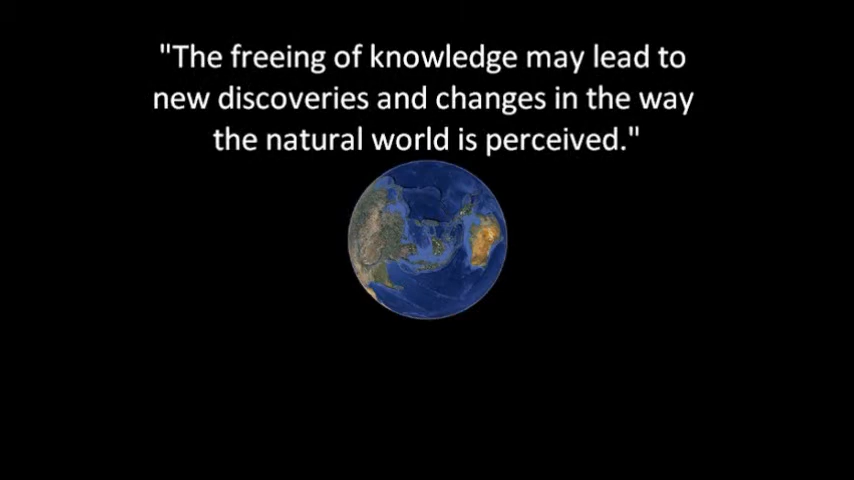 "The freeing of knowledge may lead to
new discoveries and changes in the way
the natural world is perceived."